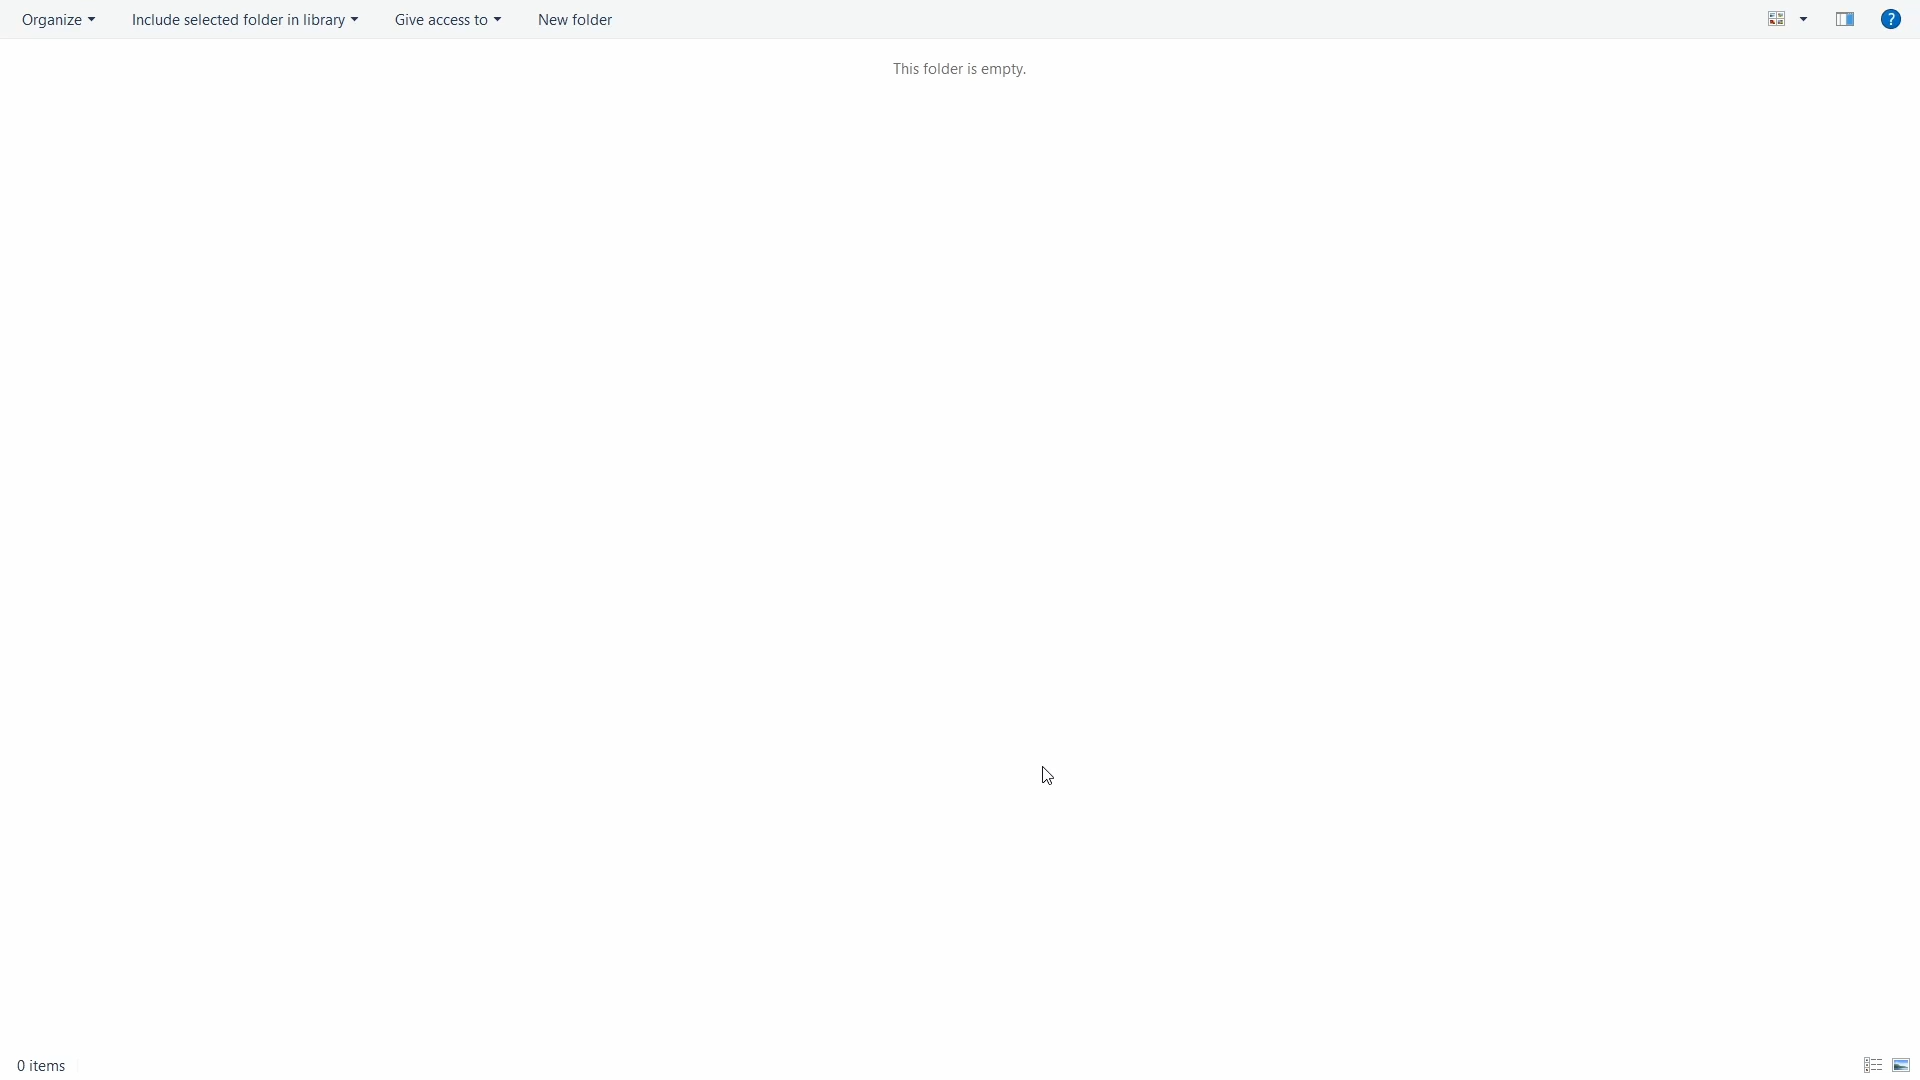 Organize
Include selected folder in library
Give access to
New folder
?
This folder is empty.
0 items